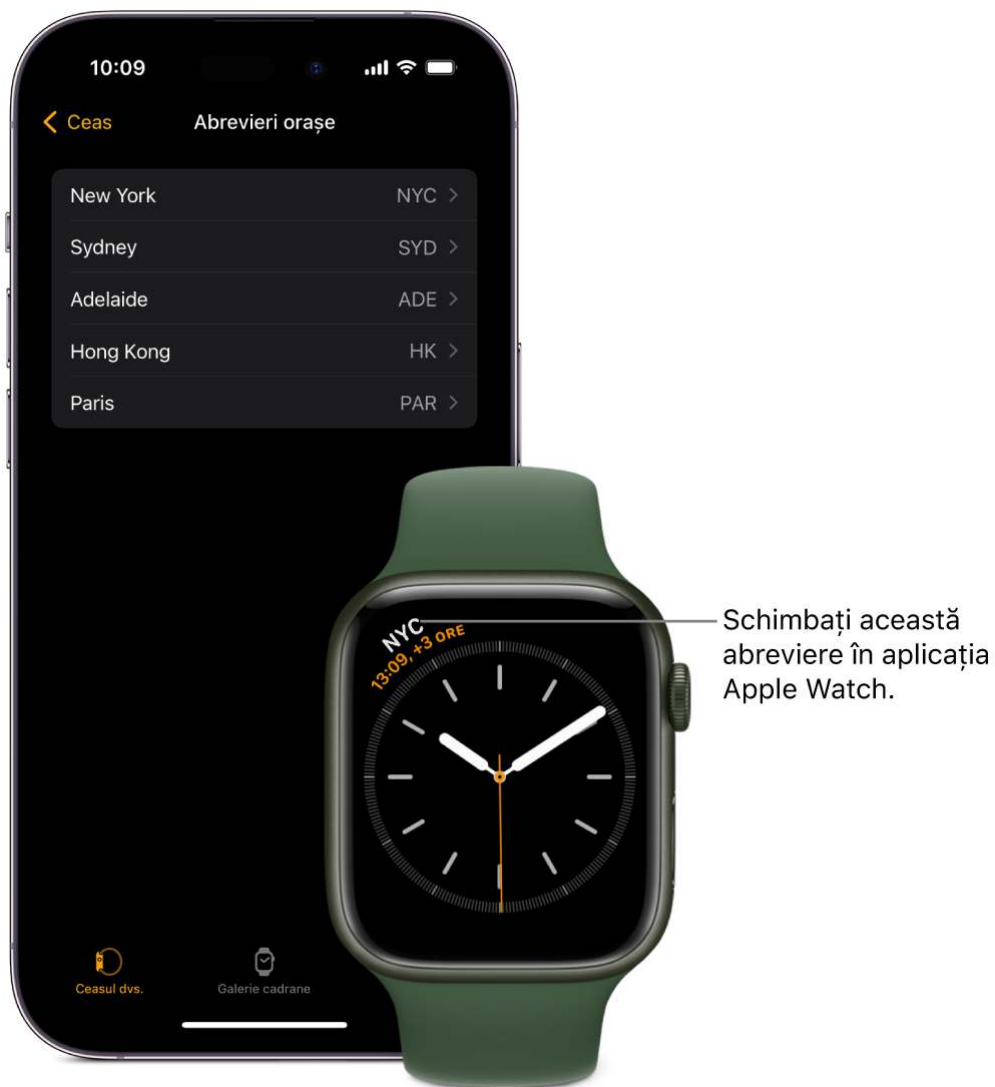 10:09
Ceas
Abrevieri orașe
New York NYC
Sydney SYD
Adelaide ADE
Hong Kong HK
Paris PAR
NYC
13:09, +3 ORE
Schimbați această
abreviere în aplicația
Apple Watch.
Ceasul dvs.
Galerie cadrane